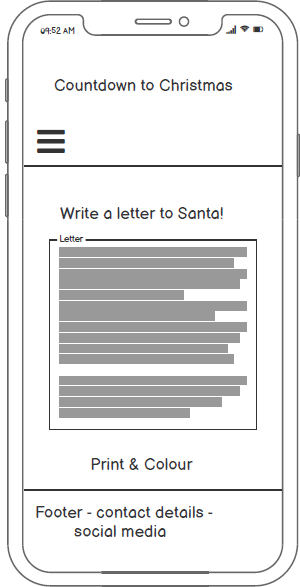 09:52 AM
Countdown to Christmas
Write a letter to Santa!
Letter
Print & Colour
Footer - contact details -
social media